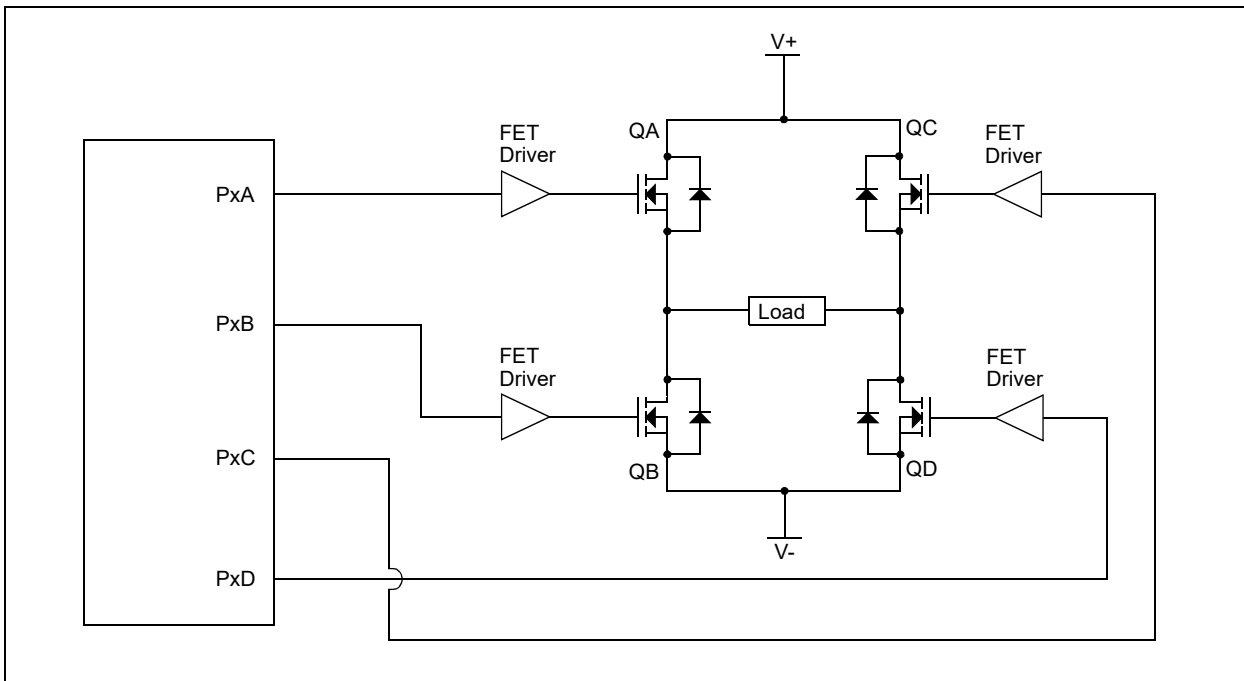 V+
QA
QC
FET
Driver
FET
Driver
PxA
PxB
Load
FET
Driver
FET
Driver
PxC
QB
QD
V-
PxD